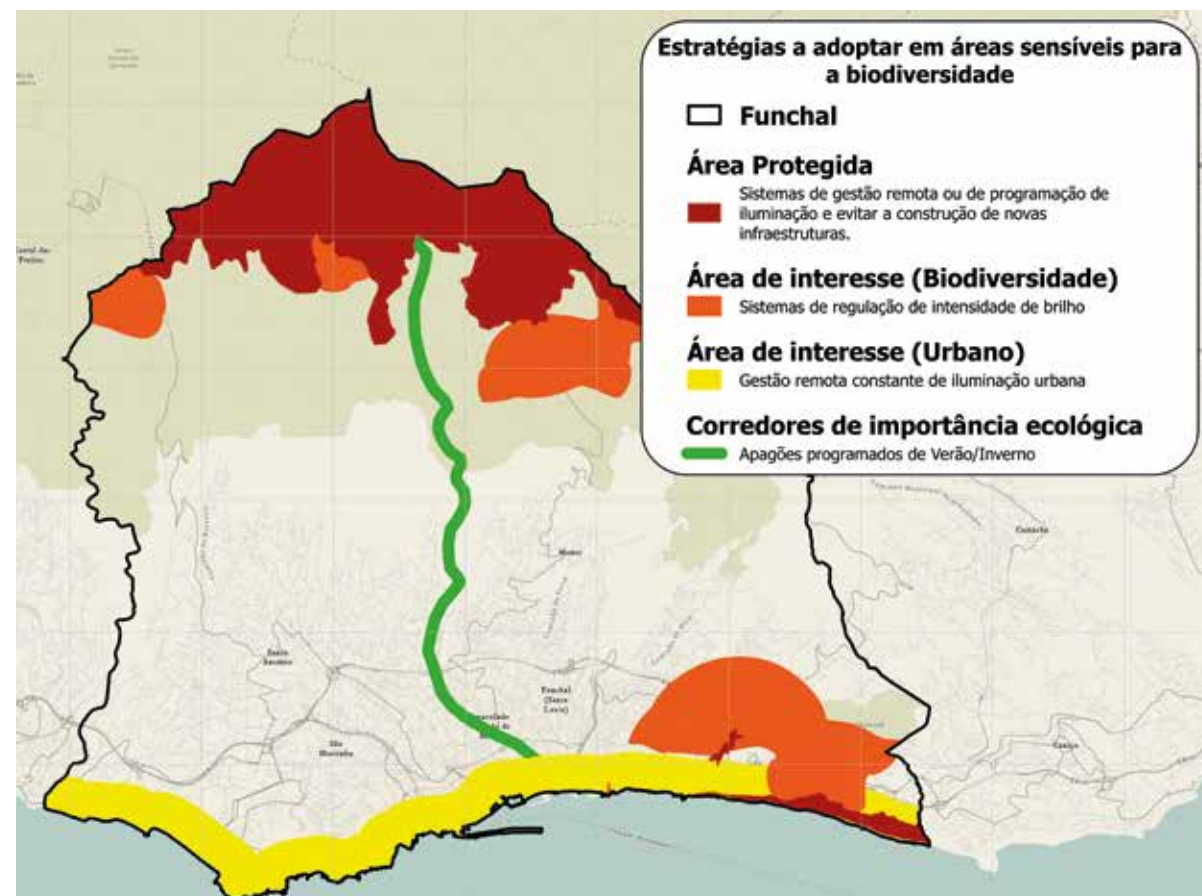 Estratégias a adoptar em áreas sensíveis para
a biodiversidade
Funchal
Área Protegida
Sistemas de gestão remota ou de programação de
iluminação e evitar a construção de novas
infraestruturas.
Área de interesse (Biodiversidade)
Sistemas de regulação de intensidade de brilho
Área de interesse (Urbano)
Gestão remota constante de iluminação urbana
Corredores de importância ecológica
Apagões programados de Verão/Inverno
Camacha
Monte
Santo
António
Funchal
(Santa
Luzia)
São
Martinho
Caniço